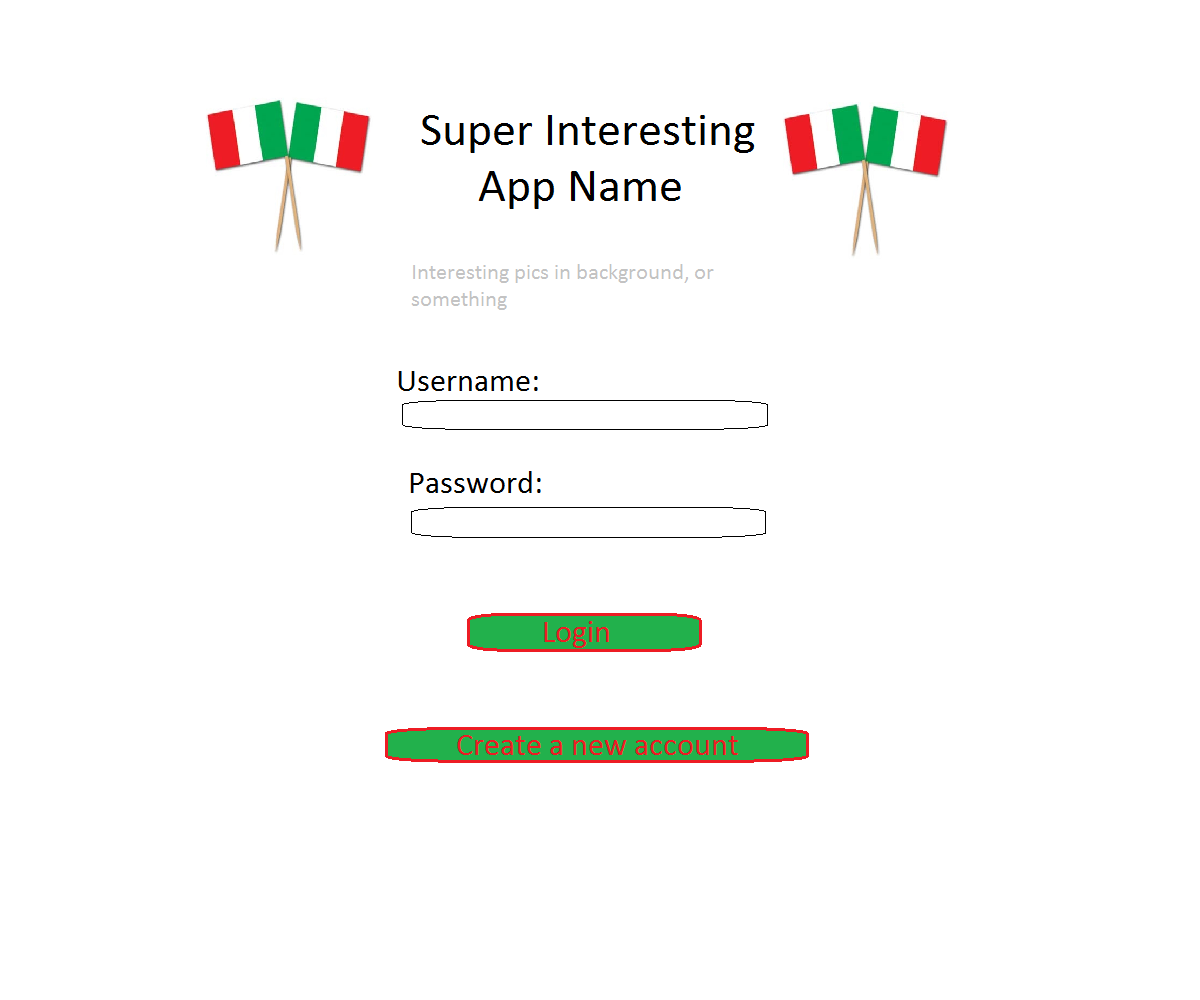 Super Interesting
App Name
Interesting pics in background, or
something
Username:
Password:
Login
Create a new account